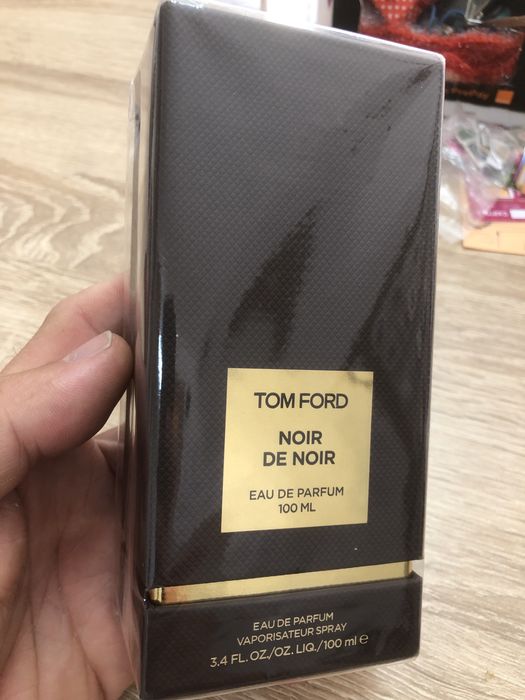 TOM FORD
NOIR
DE NOIR
EAU DE PARFUM
100 ML
EAU DE PARFUM
VAPORISATEUR SPRAY
3.4 FL. OZ./OZ. LIQ./100 ml e